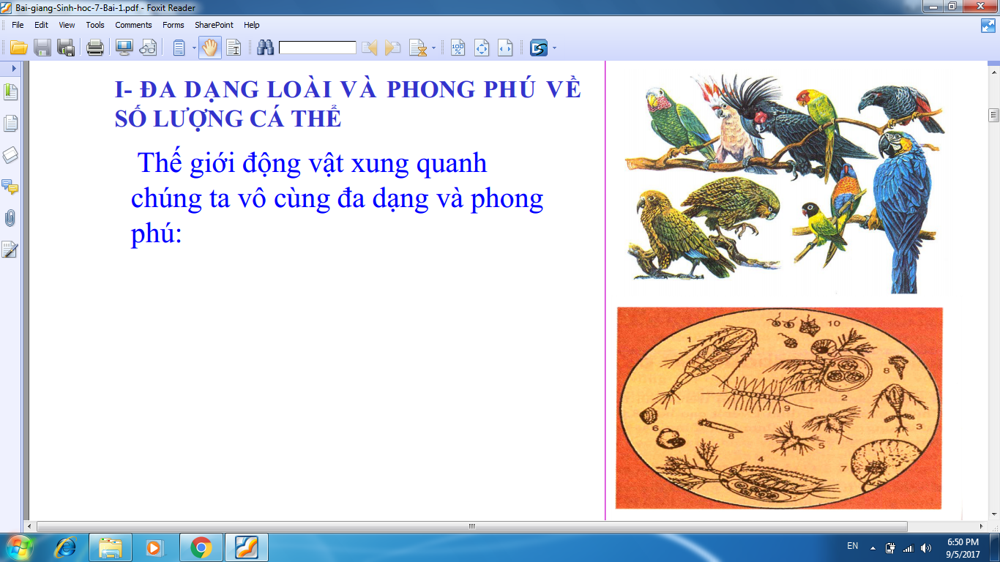 Bai-giang-Sinh-hoc-7-Bai-1.pdf - Foxit Reader
File Edit View Tools Comments Forms SharePoint Help
I- ĐA DẠNG LOÀI VÀ PHONG PHÚ VỀ
SỐ LƯỢNG CÁ THỂ
Thế giới động vật xung quanh
chúng ta vô cùng đa dạng và phong
phú:
10
1
8
2
9
3
6
8
5
4
7
EN
6:50 PM
9/5/2017